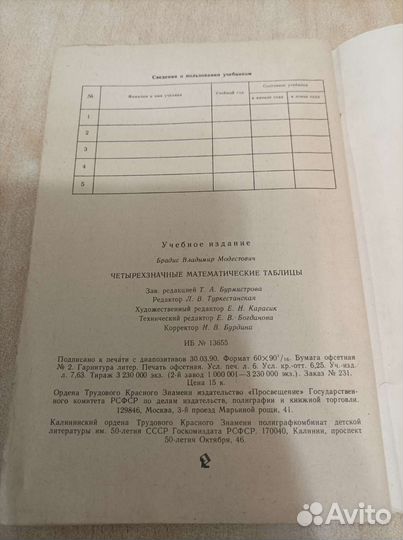 Сведения о пользовании учебником
№ Фамилия и имя ученика Учебный год Состояние учебника
в начале года в конце года
1
2
3
4
5
Учебное издание
Брадис Владимир Модестович
ЧЕТЫРЕХЗНАЧНЫЕ МАТЕМАТИЧЕСКИЕ ТАБЛИЦЫ
Зав. редакцией Т. А. Бурмистрова
Редактор Л. В. Туркестанская
Художественный редактор Е. Н. Карасик
Технический редактор Е. В. Богданова
Корректор Н. В. Бурдина
ИБ № 13655
Подписано к печати с диапозитивов 30.03.90. Формат 60×90¹/₁₆. Бумага офсетная
№ 2. Гарнитура литер. Печать офсетная. Усл. печ. л. 6. Усл. кр.-отт. 6,25. Уч.-изд.
л. 7,63. Тираж 3 230 000 экз. (2-й завод 1 000 001—3 230 000 экз.). Заказ № 231.
Цена 15 к.
Ордена Трудового Красного Знамени издательство «Просвещение» Государствен-
ного комитета РСФСР по делам издательств, полиграфии и книжной торговли.
129846, Москва, 3-й проезд Марьиной рощи, 41.
Калининский ордена Трудового Красного Знамени полиграфкомбинат детской
литературы им. 50-летия СССР Госкомиздата РСФСР. 170040, Калинин, проспект
50-летия Октября, 46.
Avito